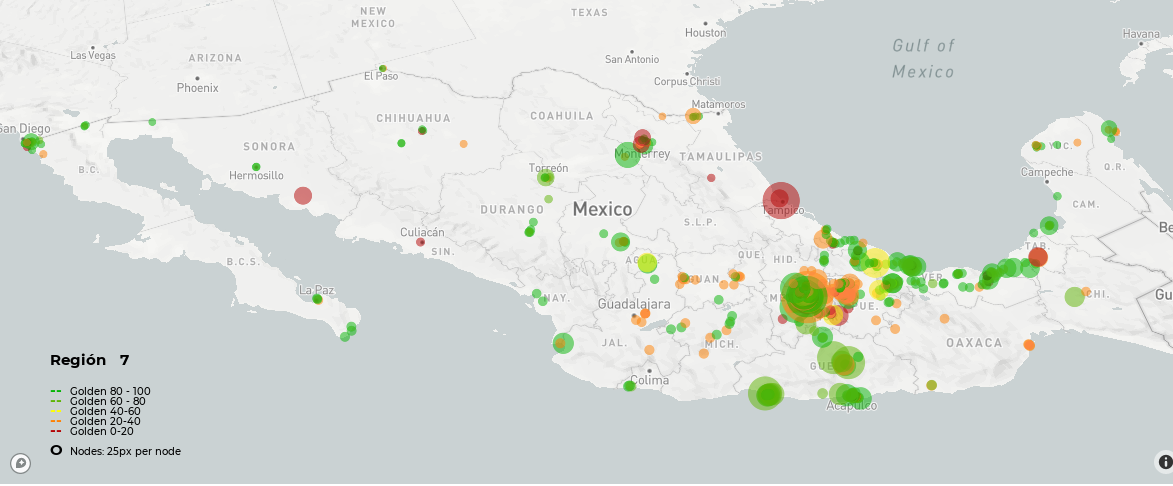 NEW
MEXICO
TEXAS
Houston
Havana
Las Vegas
ARIZONA
San Antonio
Gulf of
Mexico
El Paso
Phoenix
Corpus Christi
Matamoros
San Diego
CHIHUAHUA
COAHUILA
SONORA
Monterrey
TAMAULIPAS
B.C.
Hermosillo
Torreón
Q.R.
Campeche
DURANGO
Mexico
Tampico
CAM.
S.L.P.
Culiacán
SIN.
TAB.
B.C.S.
HID.
VER.
GUAN.
La Paz
NAY.
Guadalajara
CHI.
JAL.
MICH.
OAXACA
Región 7
Colima
Acapulco
Golden 80 - 100
Golden 60 - 80
Golden 40-60
Golden 20-40
Golden 0-20
Nodes: 25px per node